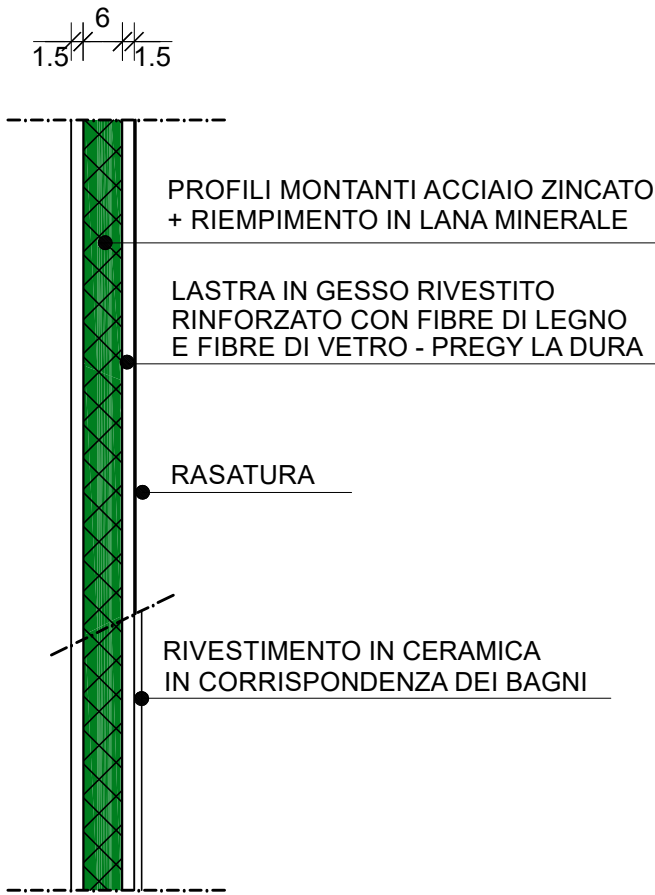 6
1.5 1.5
PROFILI MONTANTI ACCIAIO ZINCATO
+ RIEMPIMENTO IN LANA MINERALE
LASTRA IN GESSO RIVESTITO
RINFORZATO CON FIBRE DI LEGNO
E FIBRE DI VETRO - PREGY LA DURA
RASATURA
RIVESTIMENTO IN CERAMICA
IN CORRISPONDENZA DEI BAGNI